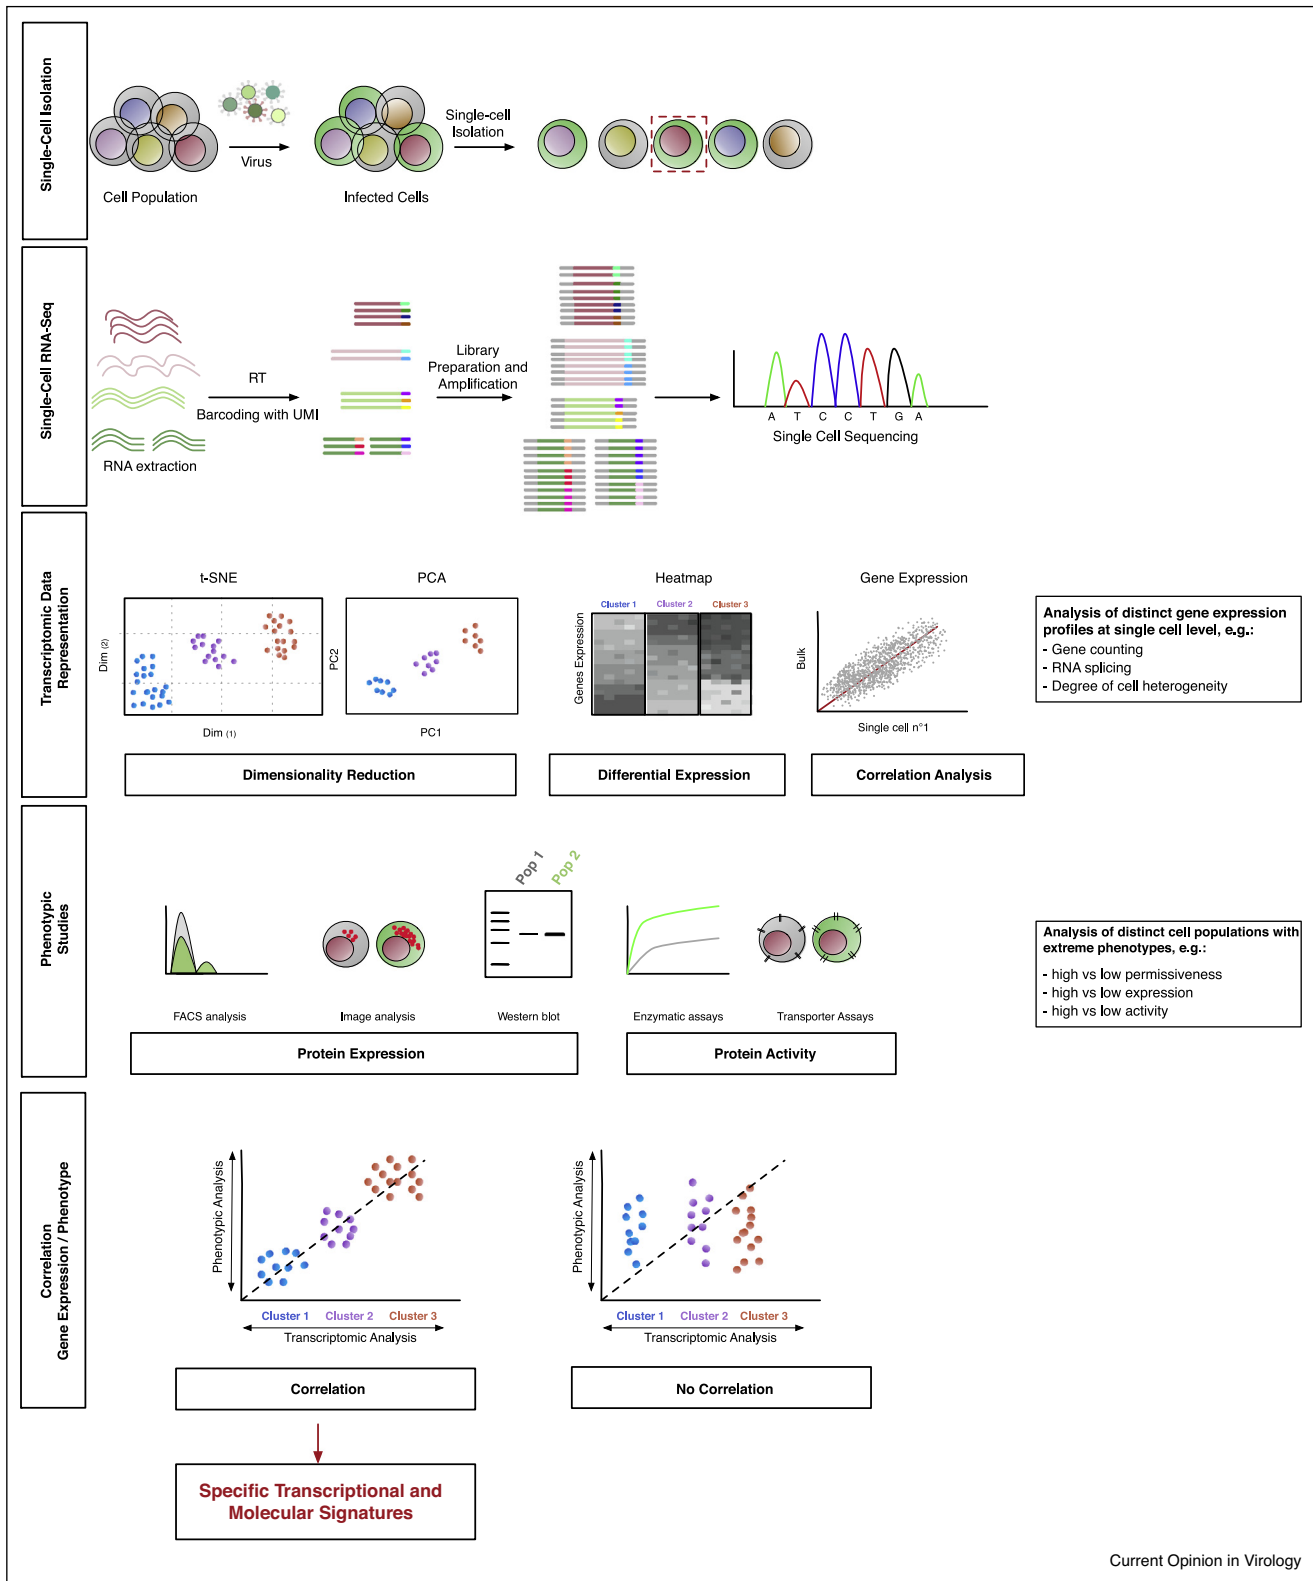 Single-Cell Isolation
Virus
Single-cell
Isolation
Cell Population
Infected Cells
Single-Cell RNA-Seq
RNA extraction
RT
Barcoding with UMI
Library
Preparation and
Amplification
A T C C T G A
Single Cell Sequencing
Transcriptomic Data
Representation
t-SNE
Dim (2)
Dim (1)
PCA
PC2
PC1
Dimensionality Reduction
Heatmap
Cluster 1 Cluster 2 Cluster 3
Genes Expression
Differential Expression
Gene Expression
Bulk
Single cell n°1
Correlation Analysis
Analysis of distinct gene expression
profiles at single cell level, e.g.:
- Gene counting
- RNA splicing
- Degree of cell heterogeneity
Phenotypic
Studies
FACS analysis
Image analysis
Pop 1
Pop 2
Western blot
Protein Expression
Enzymatic assays
Transporter Assays
Protein Activity
Analysis of distinct cell populations with
extreme phenotypes, e.g.:
- high vs low permissiveness
- high vs low expression
- high vs low activity
Correlation
Gene Expression / Phenotype
Phenotypic Analysis
Cluster 1 Cluster 2 Cluster 3
Transcriptomic Analysis
Correlation
Phenotypic Analysis
Cluster 1 Cluster 2 Cluster 3
Transcriptomic Analysis
No Correlation
Specific Transcriptional and
Molecular Signatures
Current Opinion in Virology